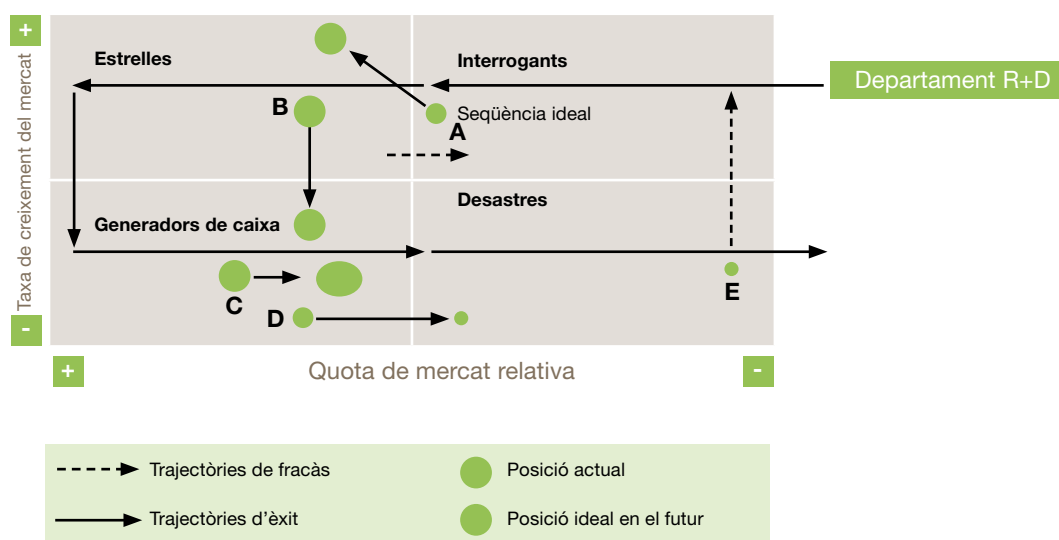 +
Taxa de creixement del mercat
-
Estrelles
Interrogants
Departament R+D
B
A
Seqüència ideal
Desastres
Generadors de caixa
C
D
E
+
Quota de mercat relativa
-
Trajectòries de fracàs
Posició actual
Trajectòries d'èxit
Posició ideal en el futur